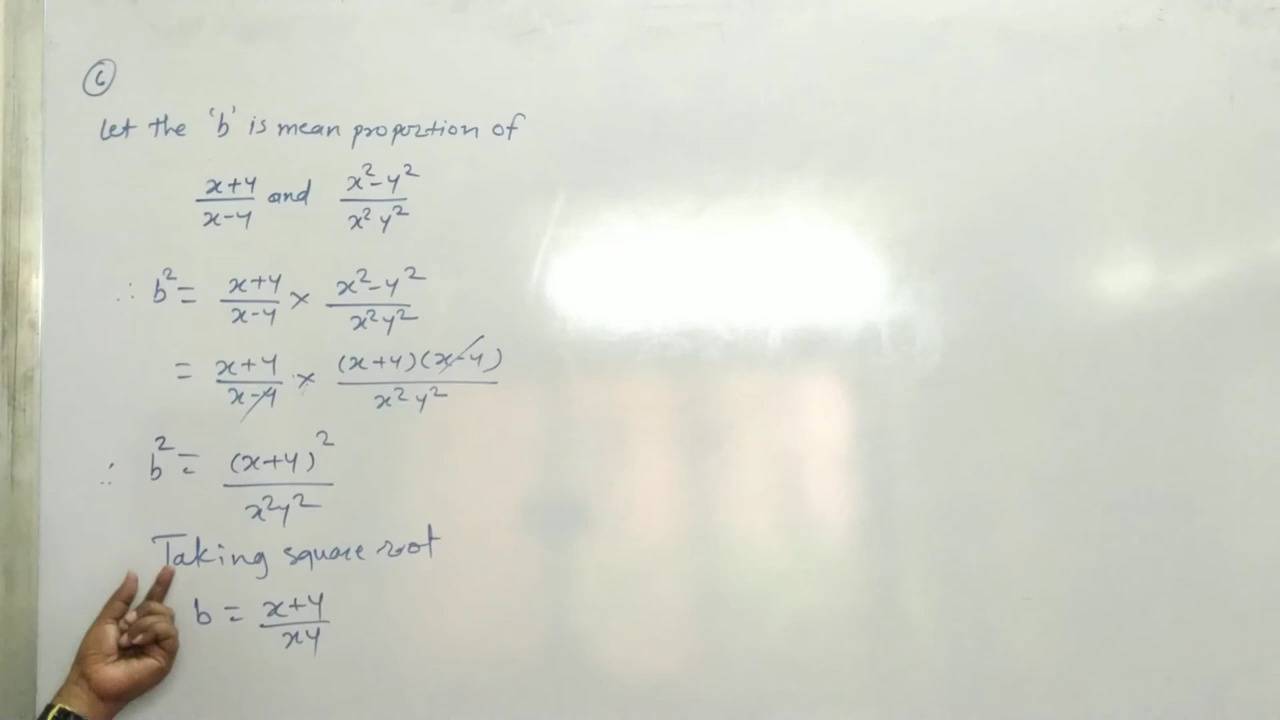 6
Let the 'b' is mean proportion of
x+y/x-y and x²-y²/x²y²
∴ b² = x+y/x-y × x²-y²/x²y²
= x+y/x-y × (x+y)(x-y)/x²y²
∴ b² = (x+y)²/x²y²
Taking square root
b = x+y/xy